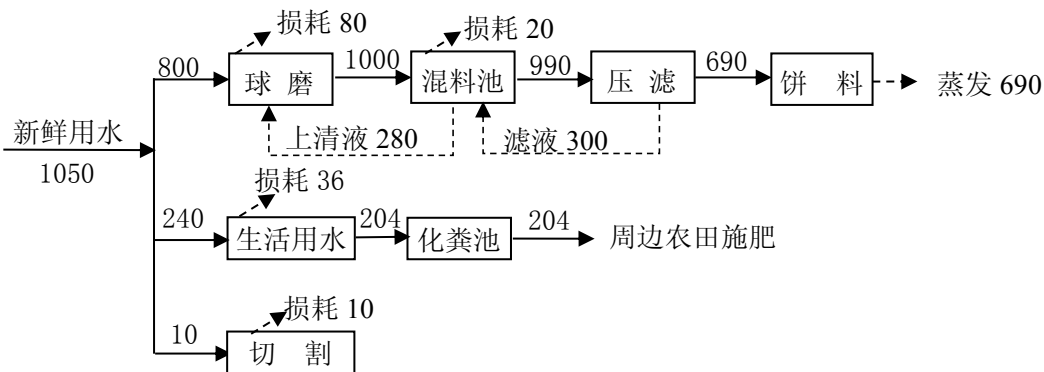 损耗 80
损耗 20
800
球 磨
1000
混料池
990
压 滤
690
饼 料
蒸发 690
上清液 280
滤液 300
新鲜用水
1050
损耗 36
240
生活用水
204
化粪池
204
周边农田施肥
损耗 10
10
切 割